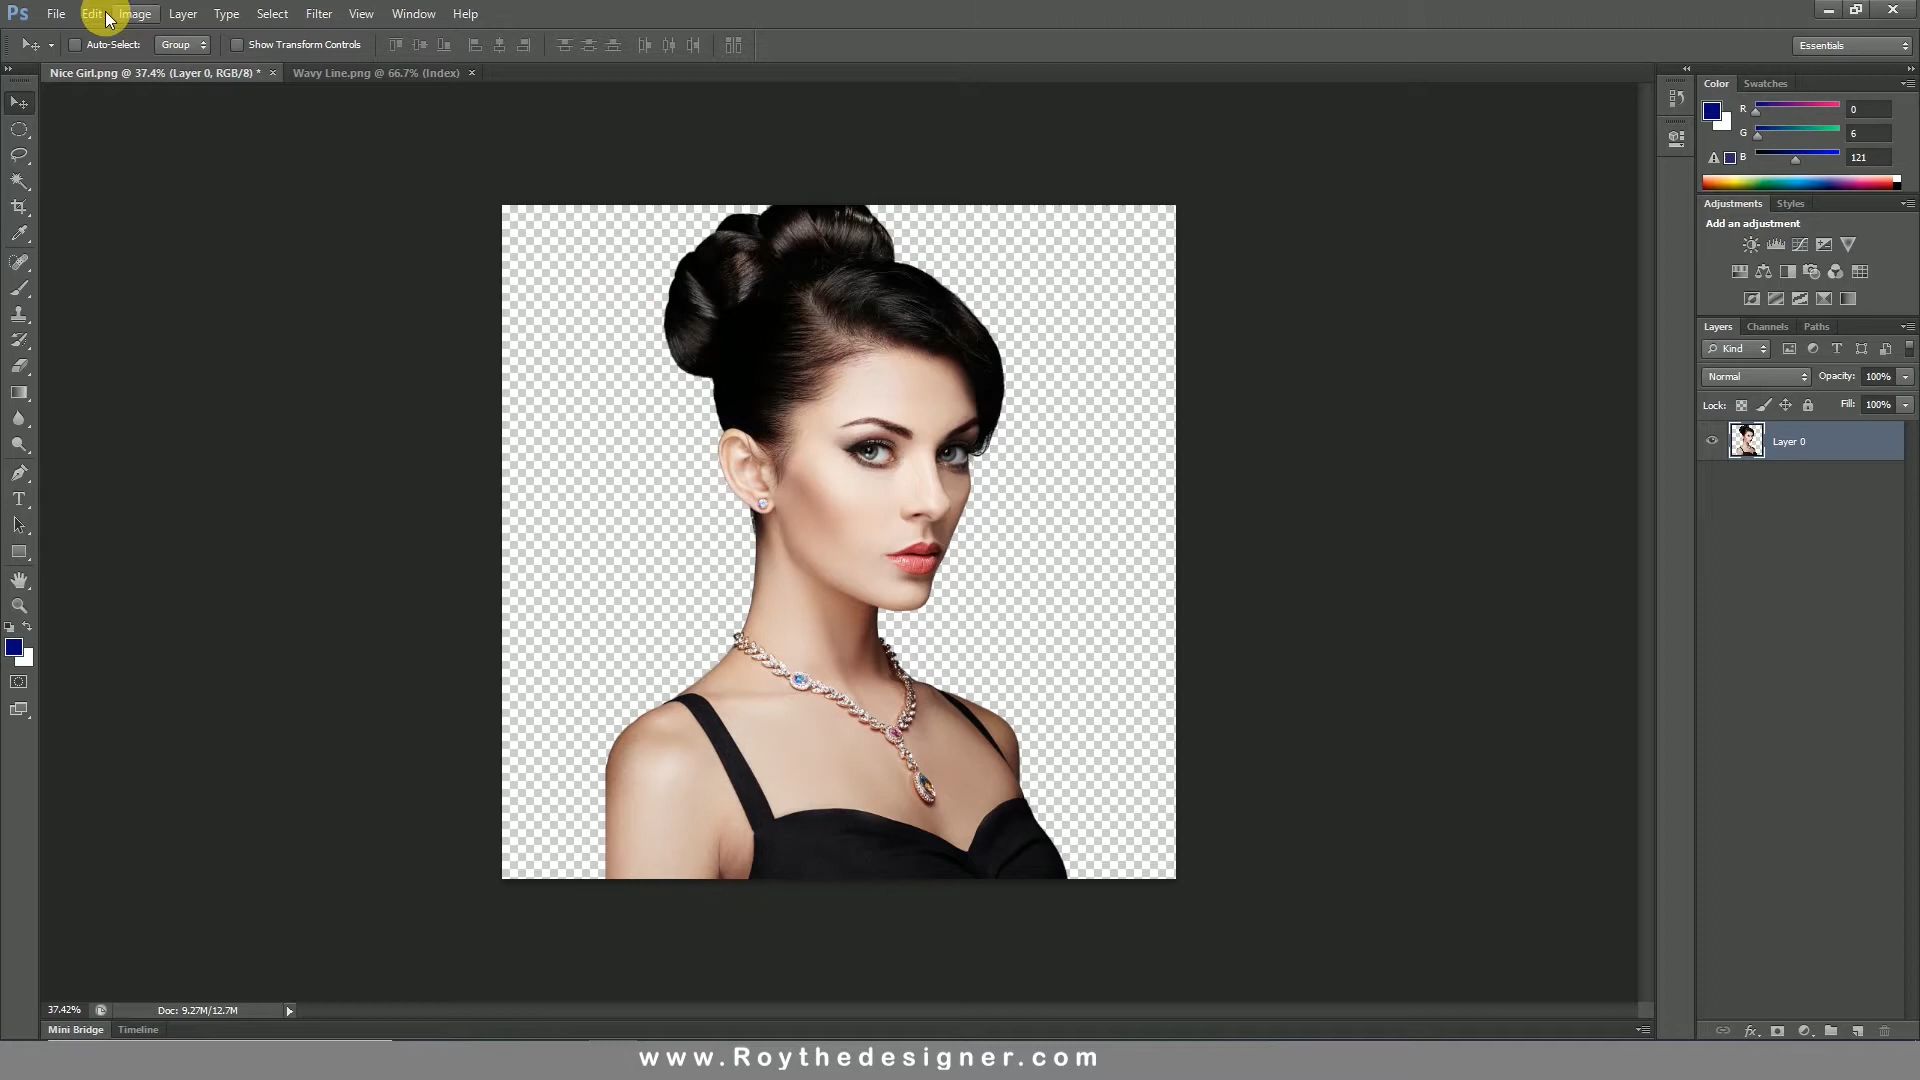 Ps File Edit Image Layer Type Select Filter View Window Help
Auto-Select: Group Show Transform Controls Essentials
Nice Girl.png @ 37.4% (Layer 0, RGB/8) * × Wavy Line.png @ 66.7% (Index) ×
Color Swatches
R 0
G 6
B 121
Adjustments Styles
Add an adjustment
Layers Channels Paths
Kind
Normal Opacity: 100%
Lock: Fill: 100%
Layer 0
T
37.42% Doc: 9.27M/12.7M
Mini Bridge Timeline
www.Roythedesigner.com